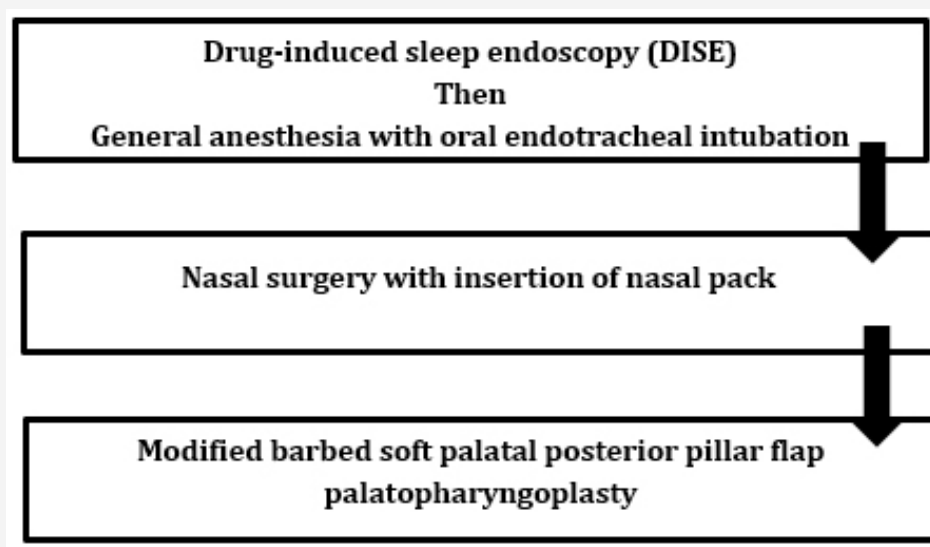 Drug-induced sleep endoscopy (DISE)
Then
General anesthesia with oral endotracheal intubation
Nasal surgery with insertion of nasal pack
Modified barbed soft palatal posterior pillar flap
palatopharyngoplasty